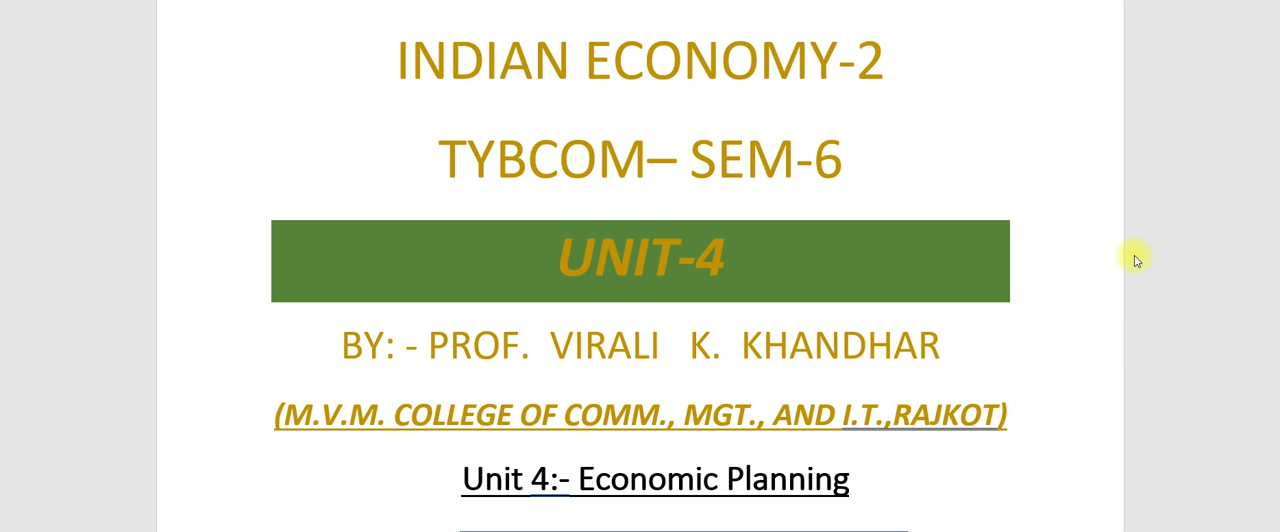 INDIAN ECONOMY-2
TYBCOM– SEM-6
UNIT-4
BY: - PROF. VIRALI K. KHANDHAR
(M.V.M. COLLEGE OF COMM., MGT., AND I.T.,RAJKOT)
Unit 4:- Economic Planning